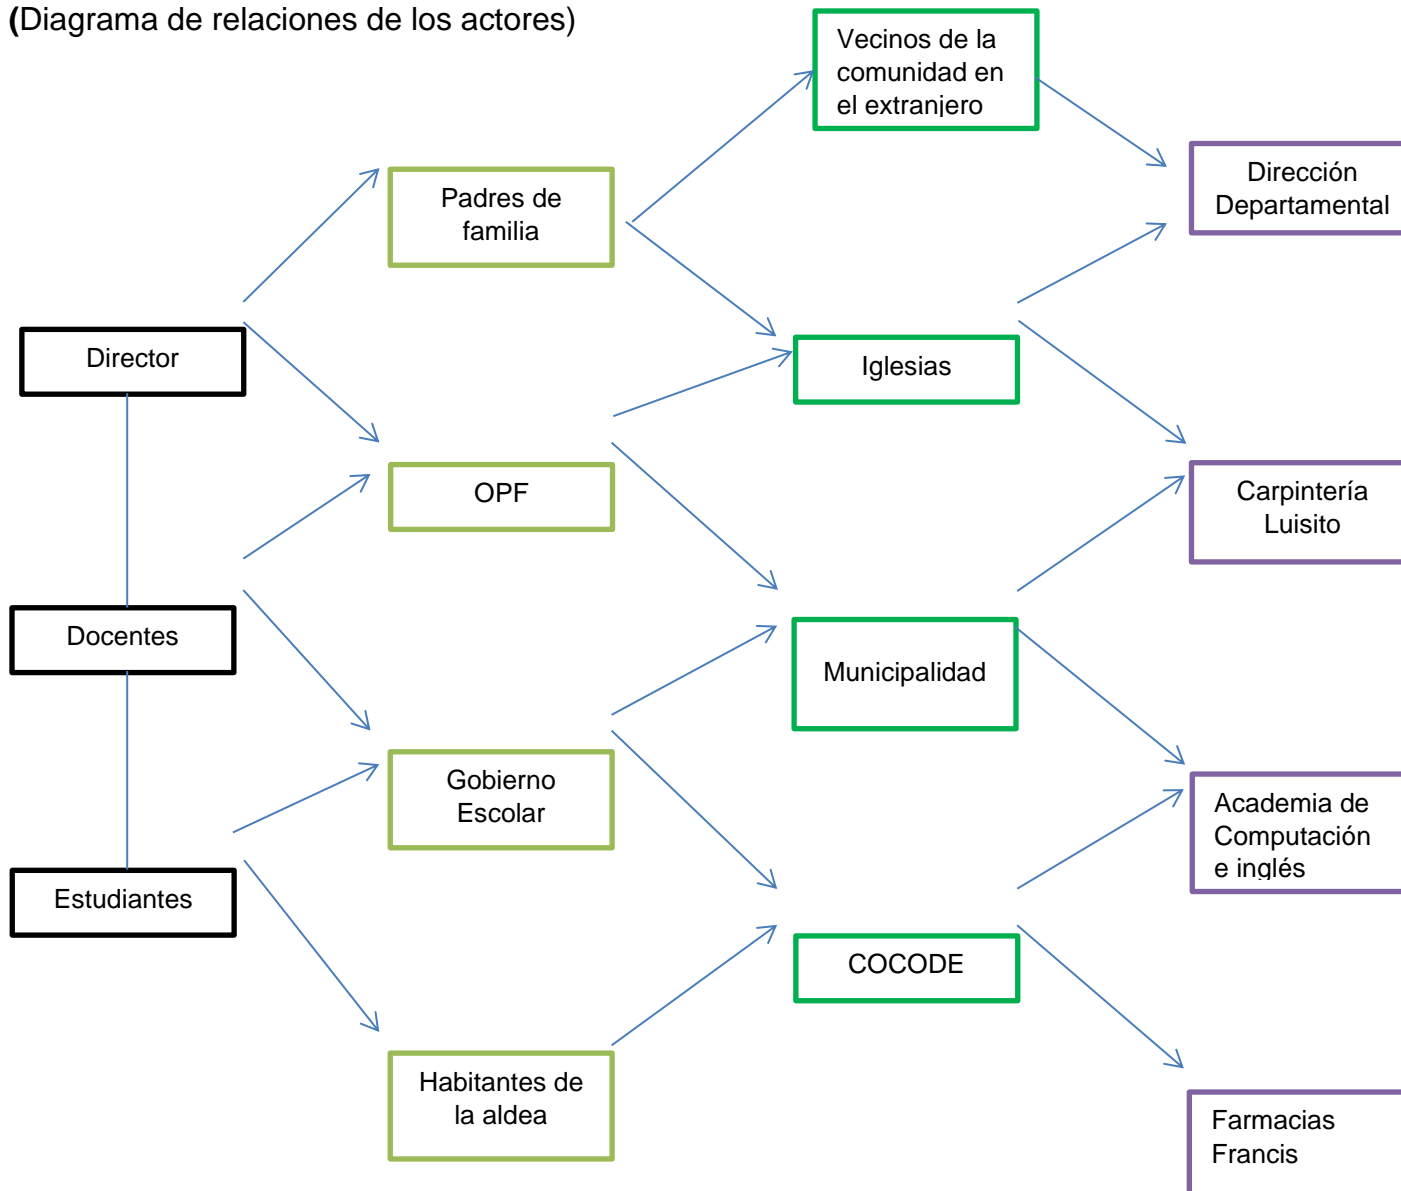 (Diagrama de relaciones de los actores)
Vecinos de la
comunidad en
el extranjero
Dirección
Departamental
Padres de
familia
Director
Iglesias
OPF
Carpintería
Luisito
Docentes
Municipalidad
Gobierno
Escolar
Academia de
Computación
e inglés
Estudiantes
COCODE
Habitantes de
la aldea
Farmacias
Francis